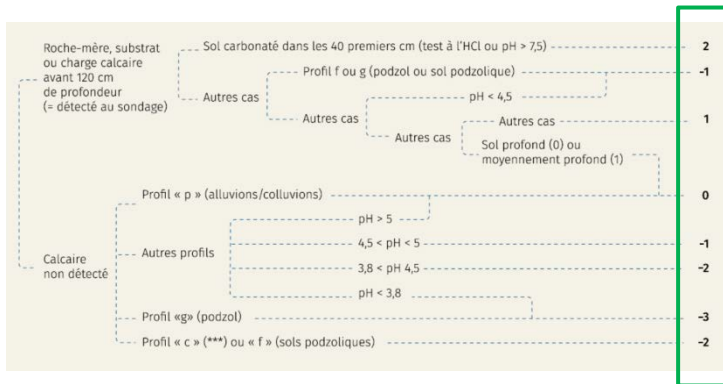 Roche-mère, substrat
ou charge calcaire
avant 120 cm
de profondeur
(= détecté au sondage)
Sol carbonaté dans les 40 premiers cm (test à l'HCl ou pH > 7,5)
2
Autres cas
Profil f ou g (podzol ou sol podzolique)
-1
Autres cas
pH < 4,5
Autres cas
Autres cas
1
Sol profond (0) ou
moyennement profond (1)
Calcaire
non détecté
Profil « p » (alluvions/colluvions)
0
Autres profils
pH > 5
4,5 < pH < 5
-1
3,8 < pH 4,5
-2
pH < 3,8
Profil «g» (podzol)
-3
Profil « c » (***) ou « f » (sols podzoliques)
-2